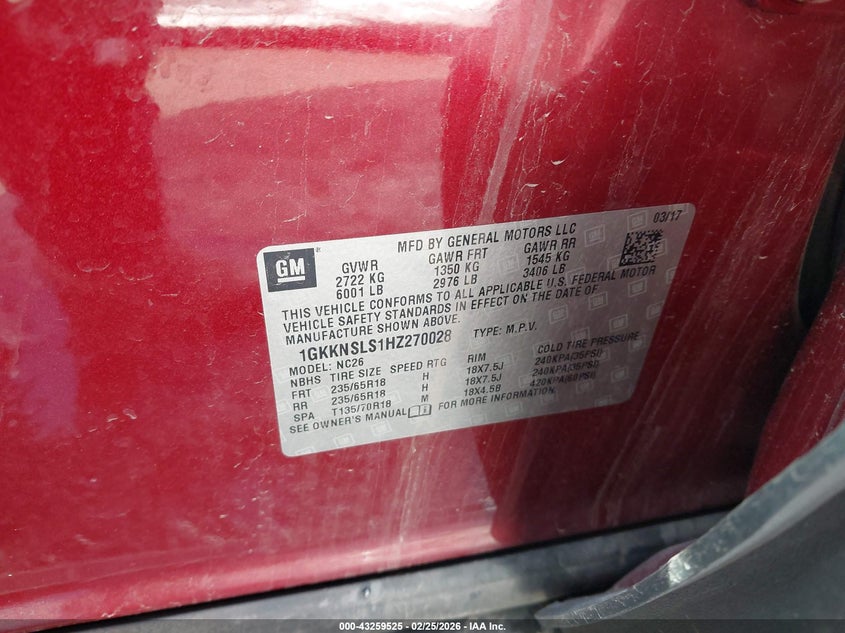 03/17
GM
MFD BY GENERAL MOTORS LLC
GVWR GAWR FRT GAWR RR
2722 KG 1350 KG 1545 KG
6001 LB 2976 LB 3406 LB
THIS VEHICLE CONFORMS TO ALL APPLICABLE U.S. FEDERAL MOTOR
VEHICLE SAFETY STANDARDS IN EFFECT ON THE DATE OF
MANUFACTURE SHOWN ABOVE.
1GKKNSLS1HZ270028 TYPE: M.P.V.
MODEL: NC26
NBHS TIRE SIZE SPEED RTG RIM COLD TIRE PRESSURE
FRT 235/65R18 H 18X7.5J 240KPA(35PSI)
RR 235/65R18 H 18X7.5J 240KPA(35PSI)
SPA T135/70R18 M 18X4.5B 420KPA(60PSI)
SEE OWNER'S MANUAL FOR MORE INFORMATION.
000-43259525 - 02/25/2026 - IAA Inc.